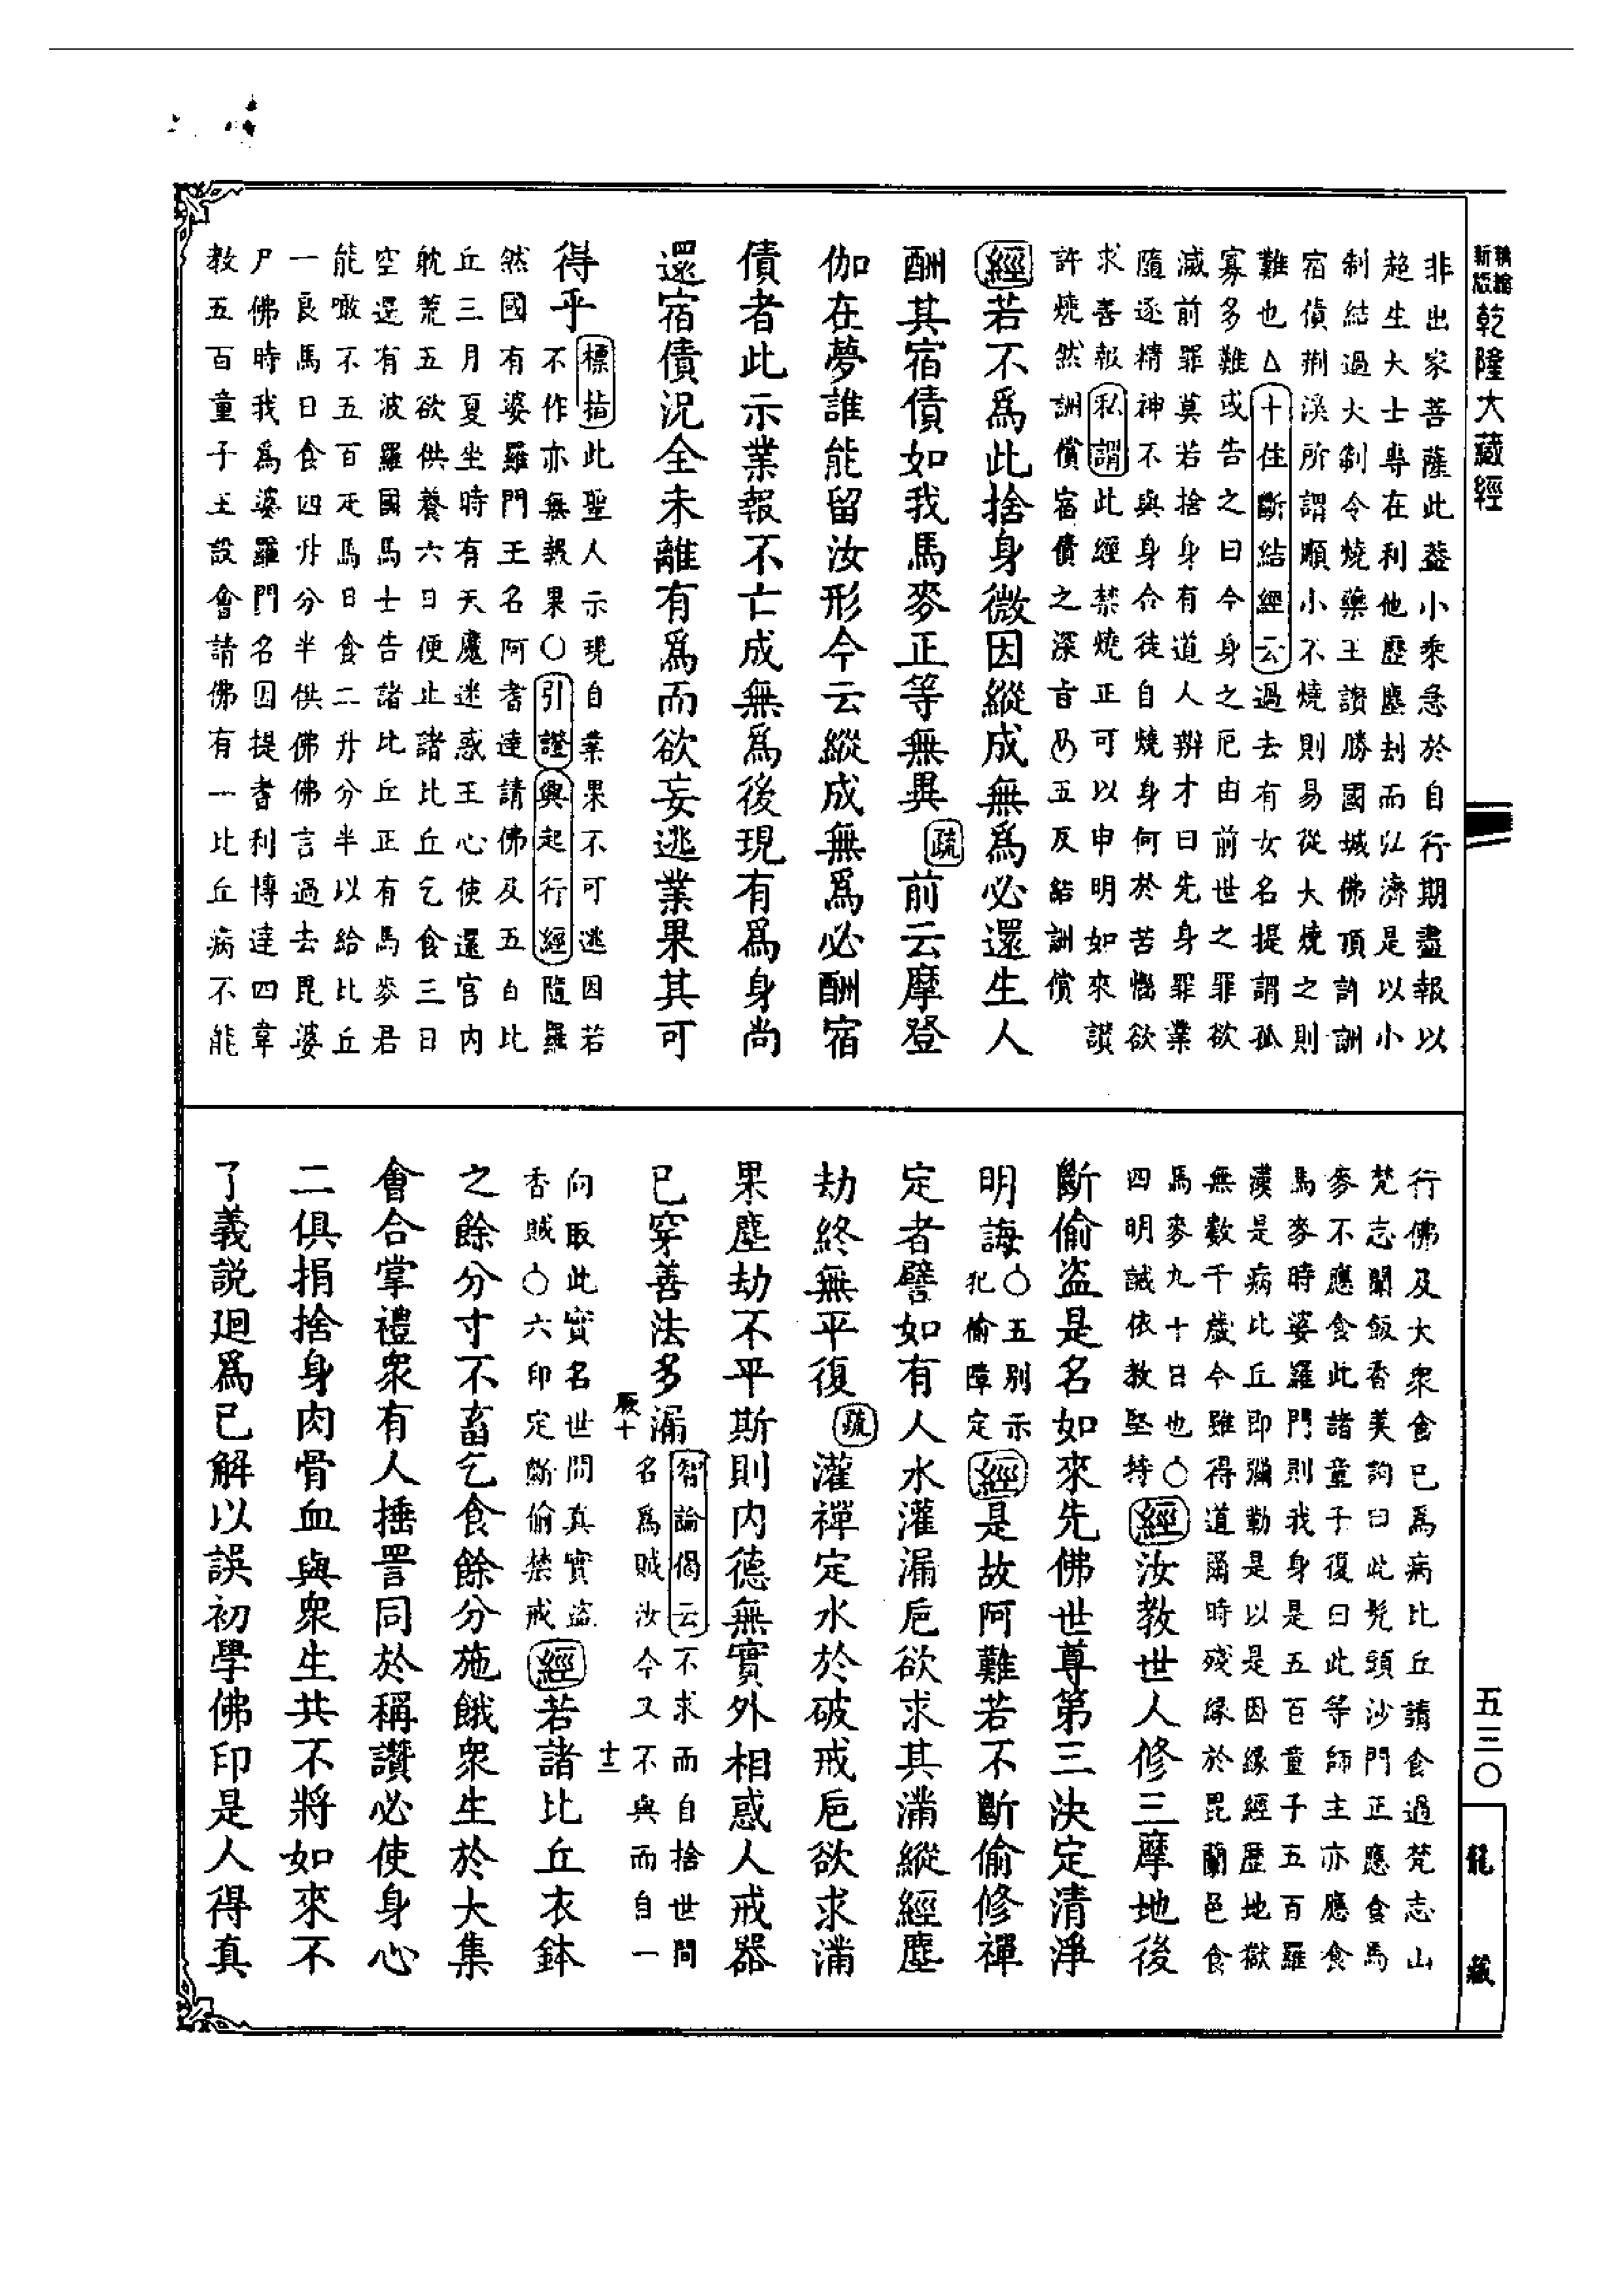 新版精縮乾隆大藏經
五三〇
龍藏
非出家菩薩此益小乘急於自行期盡報以
超生大士專在利他歷塵刦而以濟是以小
制結過大制令燒藥王讚勝國城佛頂許訓
宿債荆溪所謂順小不燒則易從大燒之則
難也△十住斷結經云過去有女名提謂孤
寡多難或告之曰今身之厄由前世之罪欲
滅前罪莫若捨身有道人辦才曰先身罪業
隨逐精神不與身合徒自燒身何於苦惱欲
求善報私謂此經禁燒正可以申明如來讃
許燒然詶償宿債之深旨乃五反結詶償
經若不爲此捨身微因縱成無爲必還生人
酬其宿債如我馬麥正等無異疏前云摩登
伽在夢誰能留汝形今云縱成無爲必酬宿
債者此示業報不亡成無爲後現有爲身尚
還宿債況全未離有爲而欲妄逃業果其可
得乎標指此聖人示現自業果不可逃因若
不作亦無報果〇引證興起行經隨羅
然國有婆羅門王名阿耆達請佛及五百比
丘三月夏坐時有天魔迷惑王心使還宮内
躭荒五欲供養六日便止諸比丘乞食三日
空還有波羅國馬士告諸比丘正有馬麥君
能噉不五百疋馬日食二升分半以給比丘
一良馬日食四升分半供佛佛言過去毘婆
尸佛時我爲婆羅門名因提耆利博達四韋
教五百童子王設會請佛有一比丘病不能
行佛及大衆食已爲病比丘請食過梵志山
梵志聞飯香美詢曰此髠頭沙門正應食馬
麥不應食此諸童子復曰此等師主亦應食
馬麥時婆羅門則我身是五百童子五百羅
漢是病比丘即彌勒是以是因緣經歷地獄
無數千歲今雖得道爾時殘緣於毘蘭邑食
馬麥九十日也〇
四明誡依教堅持經汝教世人修三摩地後
斷偷盗是名如來先佛世尊第三決定清淨
明誨〇五別示犯偷障定經是故阿難若不斷偷修禪
定者譬如有人水灌漏巵欲求其滿縱經塵
劫終無平復疏灌禪定水於破戒巵欲求滿
果塵劫不平斯則内德無實外相惑人戒器
已穿善法多漏智論偈云不求而自捨世間
名爲賊汝今又不與而自一
厰十
十二
向取此實名世間真實盜
香賊〇六印定斷偷禁戒經若諸比丘衣鉢
之餘分寸不畜乞食餘分施餓衆生於大集
會合掌禮衆有人捶詈同於稱讚必使身心
二俱捐捨身肉骨血與衆生共不將如來不
了義説迴爲已解以誤初學佛印是人得真